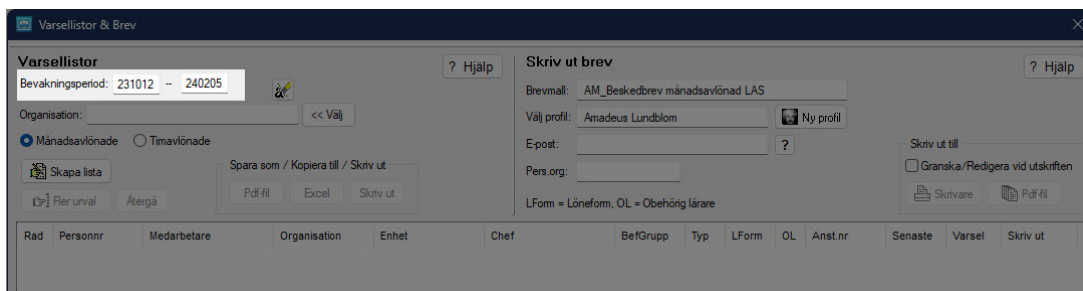 Varsellistor & Brev
Varsellistor
? Hjälp
Bevakningsperiod: 231012 -- 240205
Organisation: << Välj
Månadsavlönade Timavlönade
Skapa lista
Fler urval Återgå
Spara som / Kopiera till / Skriv ut
Pdf-fil Excel Skriv ut
Skriv ut brev
? Hjälp
Brevmall: AM_Beskedbrev månadsavlönad LAS
Välj profil: Amadeus Lundblom Ny profil
E-post: ?
Pers.org:
LForm = Löneform, OL = Obehörig lärare
Skriv ut till
Granska/Redigera vid utskriften
Skrivare Pdf-fil
Rad Personnr Medarbetare Organisation Enhet Chef BefGrupp Typ LForm OL Anst.nr Senaste Varsel Skriv ut